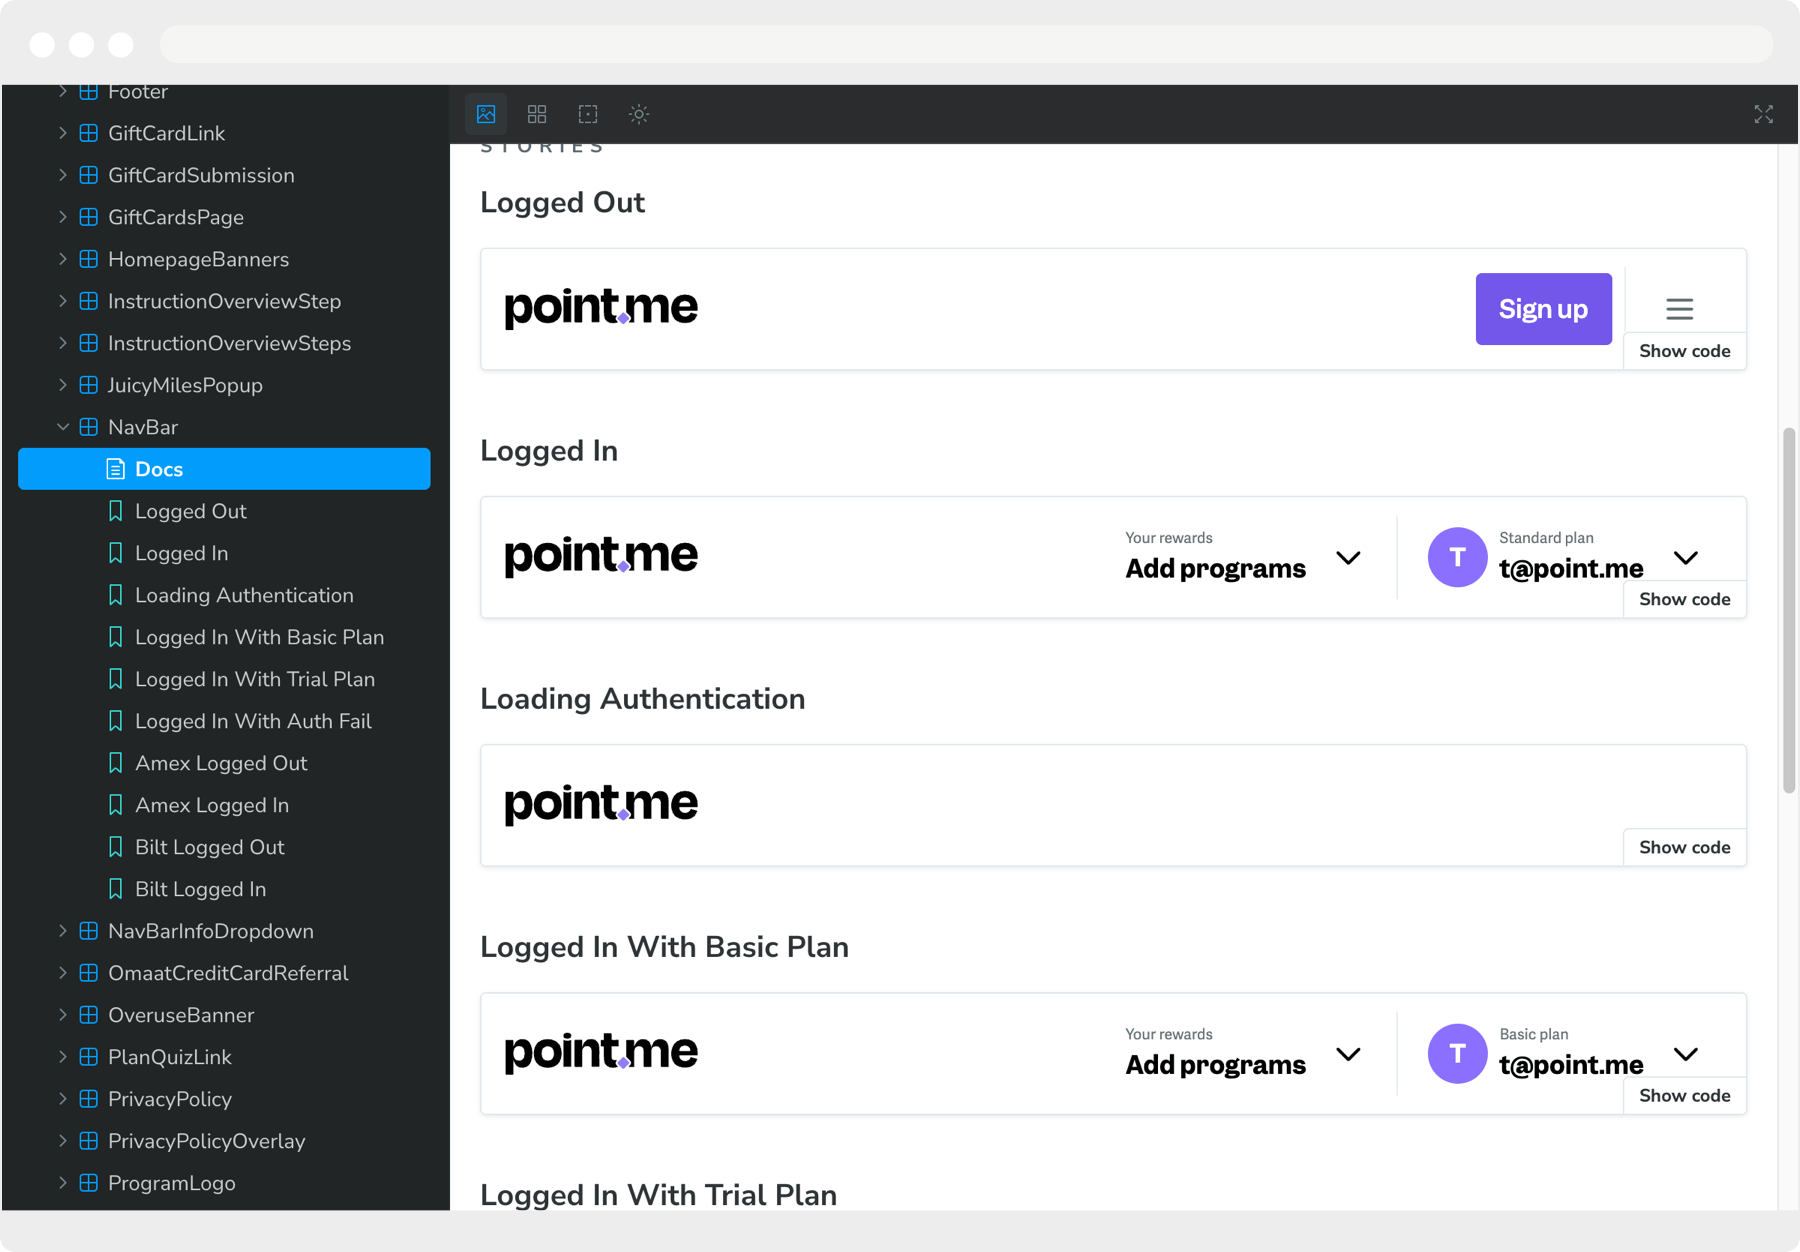 Footer
GiftCardLink
GiftCardSubmission
GiftCardsPage
HomepageBanners
InstructionOverviewStep
InstructionOverviewSteps
JuicyMilesPopup
NavBar
Docs
Logged Out
Logged In
Loading Authentication
Logged In With Basic Plan
Logged In With Trial Plan
Logged In With Auth Fail
Amex Logged Out
Amex Logged In
Bilt Logged Out
Bilt Logged In
NavBarInfoDropdown
OmaatCreditCardReferral
OveruseBanner
PlanQuizLink
PrivacyPolicy
PrivacyPolicyOverlay
ProgramLogo
STORIES
Logged Out
point.me
Sign up
Show code
Logged In
point.me
Your rewards
Add programs
T
Standard plan
t@point.me
Show code
Loading Authentication
point.me
Show code
Logged In With Basic Plan
point.me
Your rewards
Add programs
T
Basic plan
t@point.me
Show code
Logged In With Trial Plan